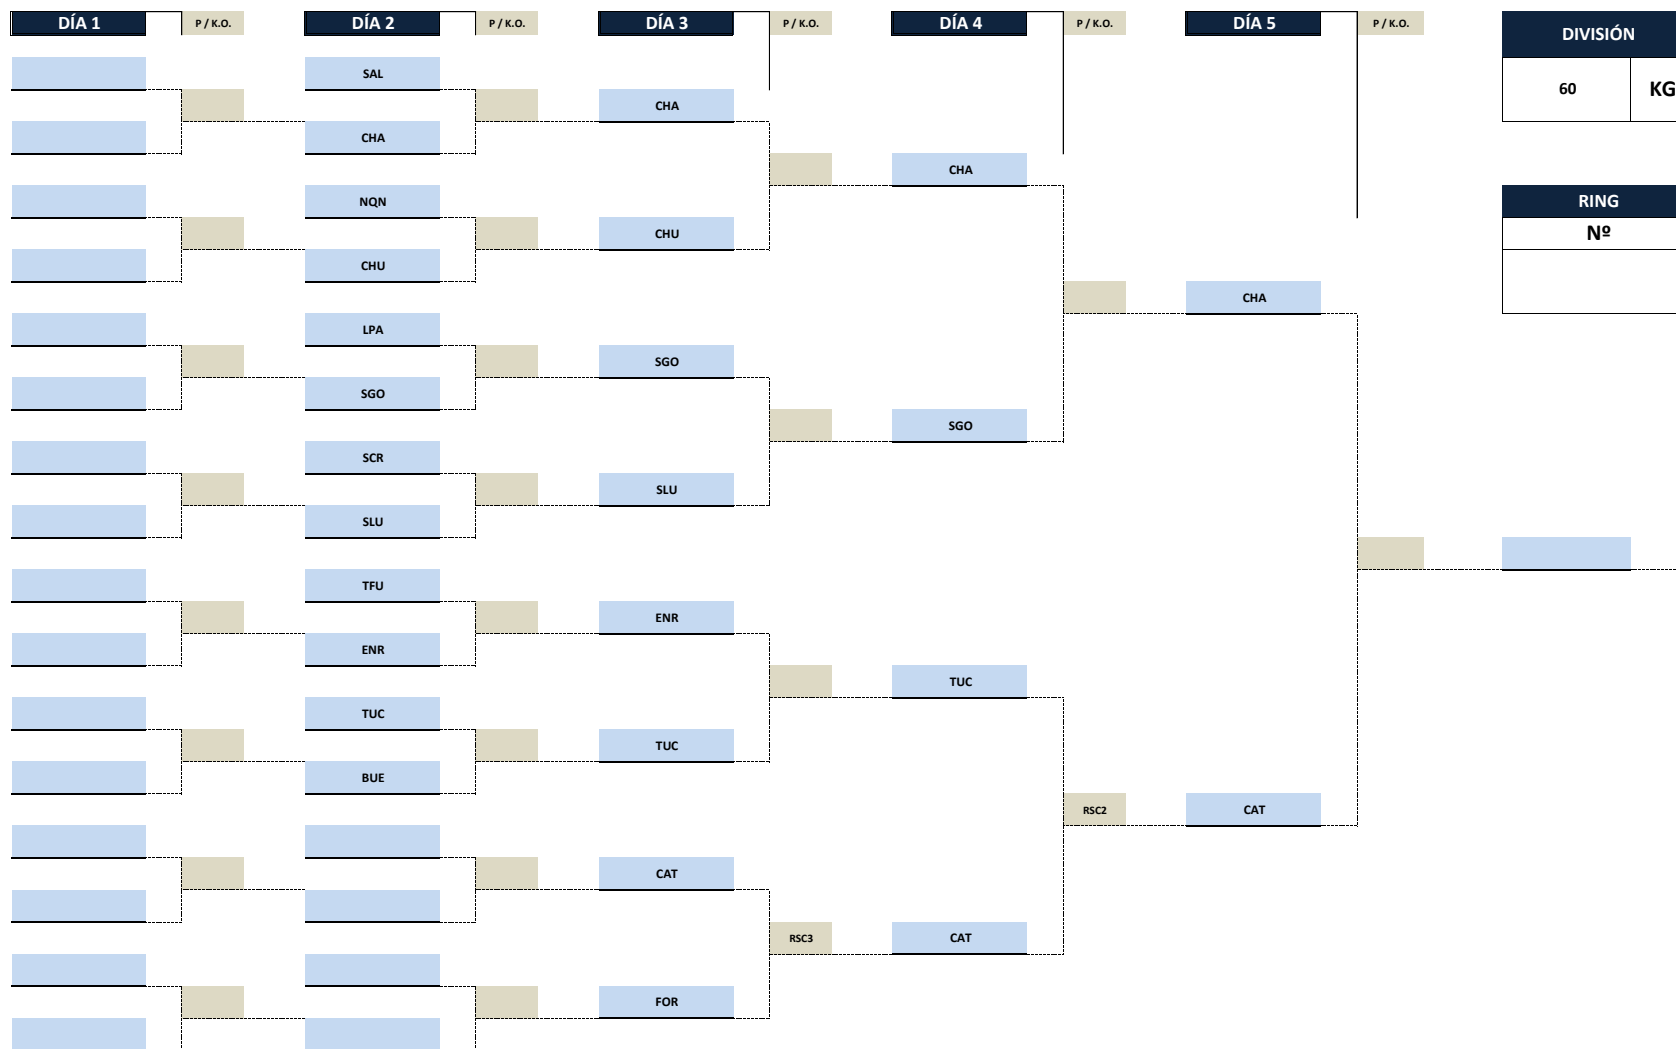 DÍA 1 P / K.O. DÍA 2 P / K.O. DÍA 3 P / K.O. DÍA 4 P / K.O. DÍA 5 P / K.O. DIVISIÓN
SAL
60 KG
CHA
CHA
CHA
NQN
RING
CHU
Nº
CHU
CHA
LPA
SGO
SGO
SGO
SCR
SLU
SLU
TFU
ENR
ENR
TUC
TUC
TUC
BUE
RSC2 CAT
CAT
RSC3 CAT
FOR